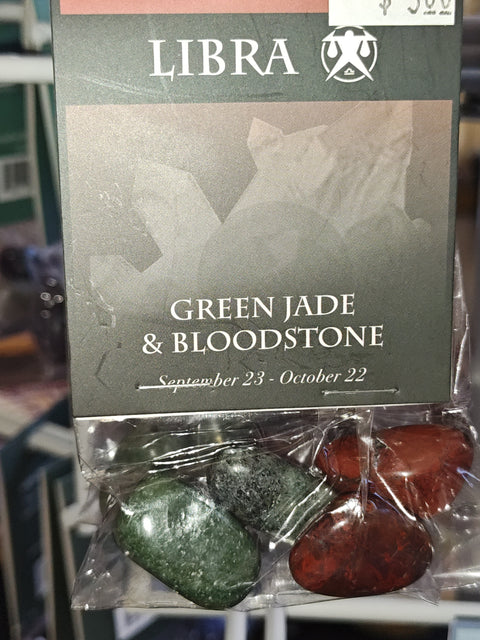 LIBRA
GREEN JADE
& BLOODSTONE
September 23 - October 22